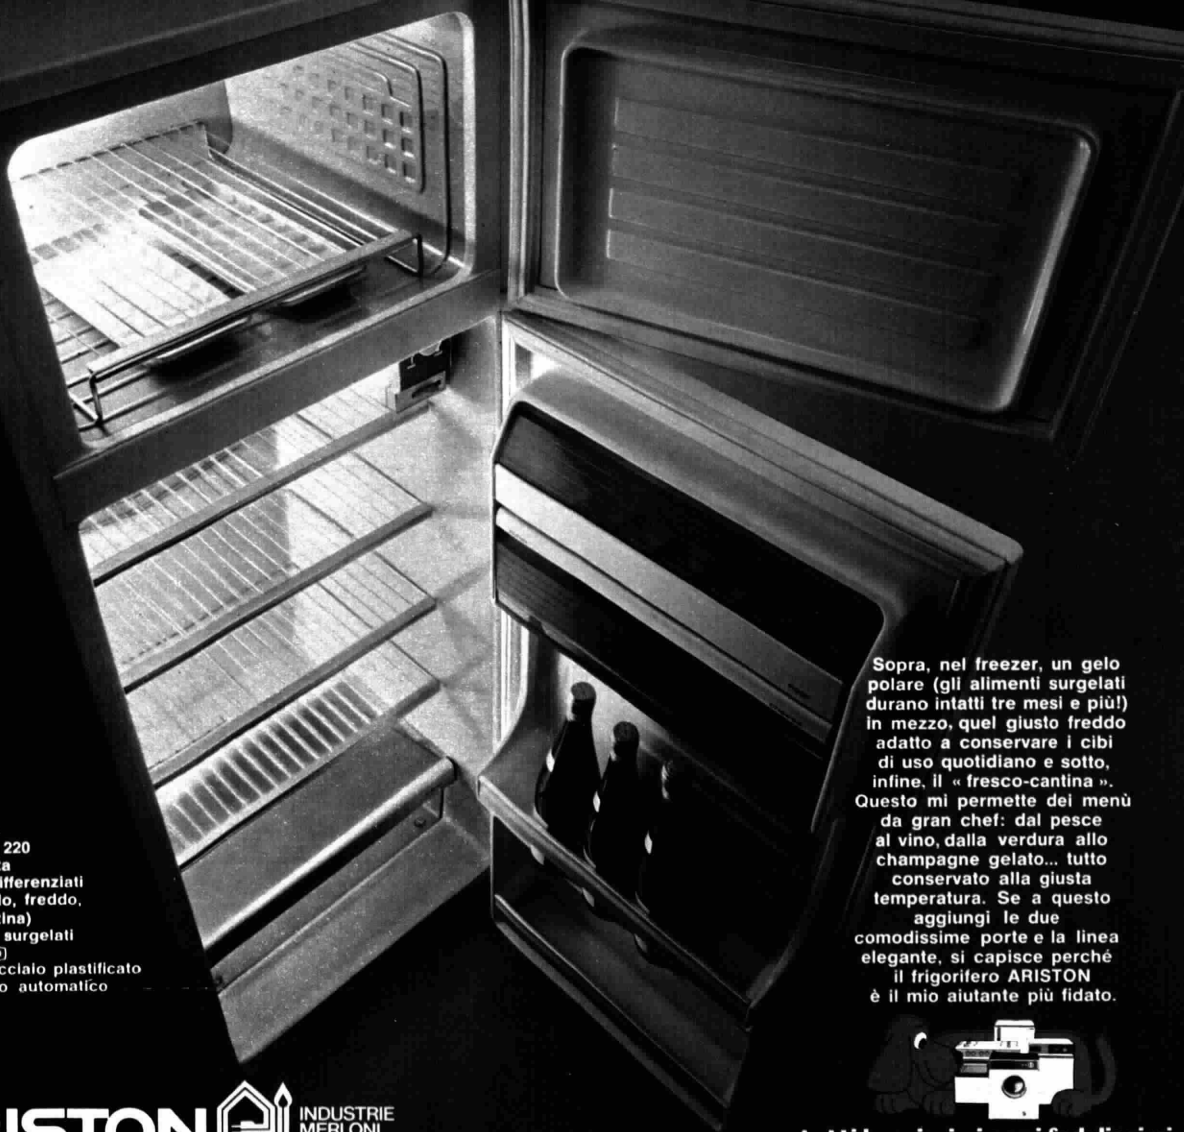 Sopra, nel freezer, un gelo
polare (gli alimenti surgelati
durano intatti tre mesi e più!)
in mezzo, quel giusto freddo
adatto a conservare i cibi
di uso quotidiano e sotto,
infine, il « fresco-cantina ».
Questo mi permette dei menù
da gran chef: dal pesce
al vino, dalla verdura allo
champagne gelato... tutto
conservato alla giusta
temperatura. Se a questo
aggiungi le due
comodissime porte e la linea
elegante, si capisce perché
il frigorifero ARISTON
è il mio aiutante più fidato.
220
ifferenziati
freddo,
surgelati
cciaio plastificato
o automatico
ISTON
INDUSTRIE
MERLONI